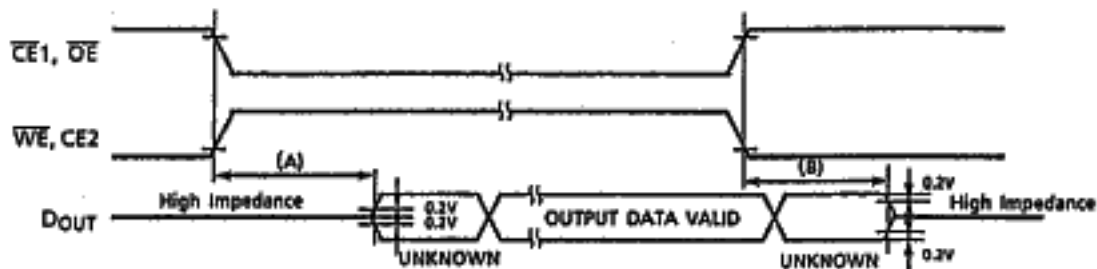 CE1, OE
WE, CE2
(A)
(B)
High Impedance
0.2V
0.2V
0.2V
High Impedance
DOUT
OUTPUT DATA VALID
UNKNOWN
UNKNOWN
0.2V